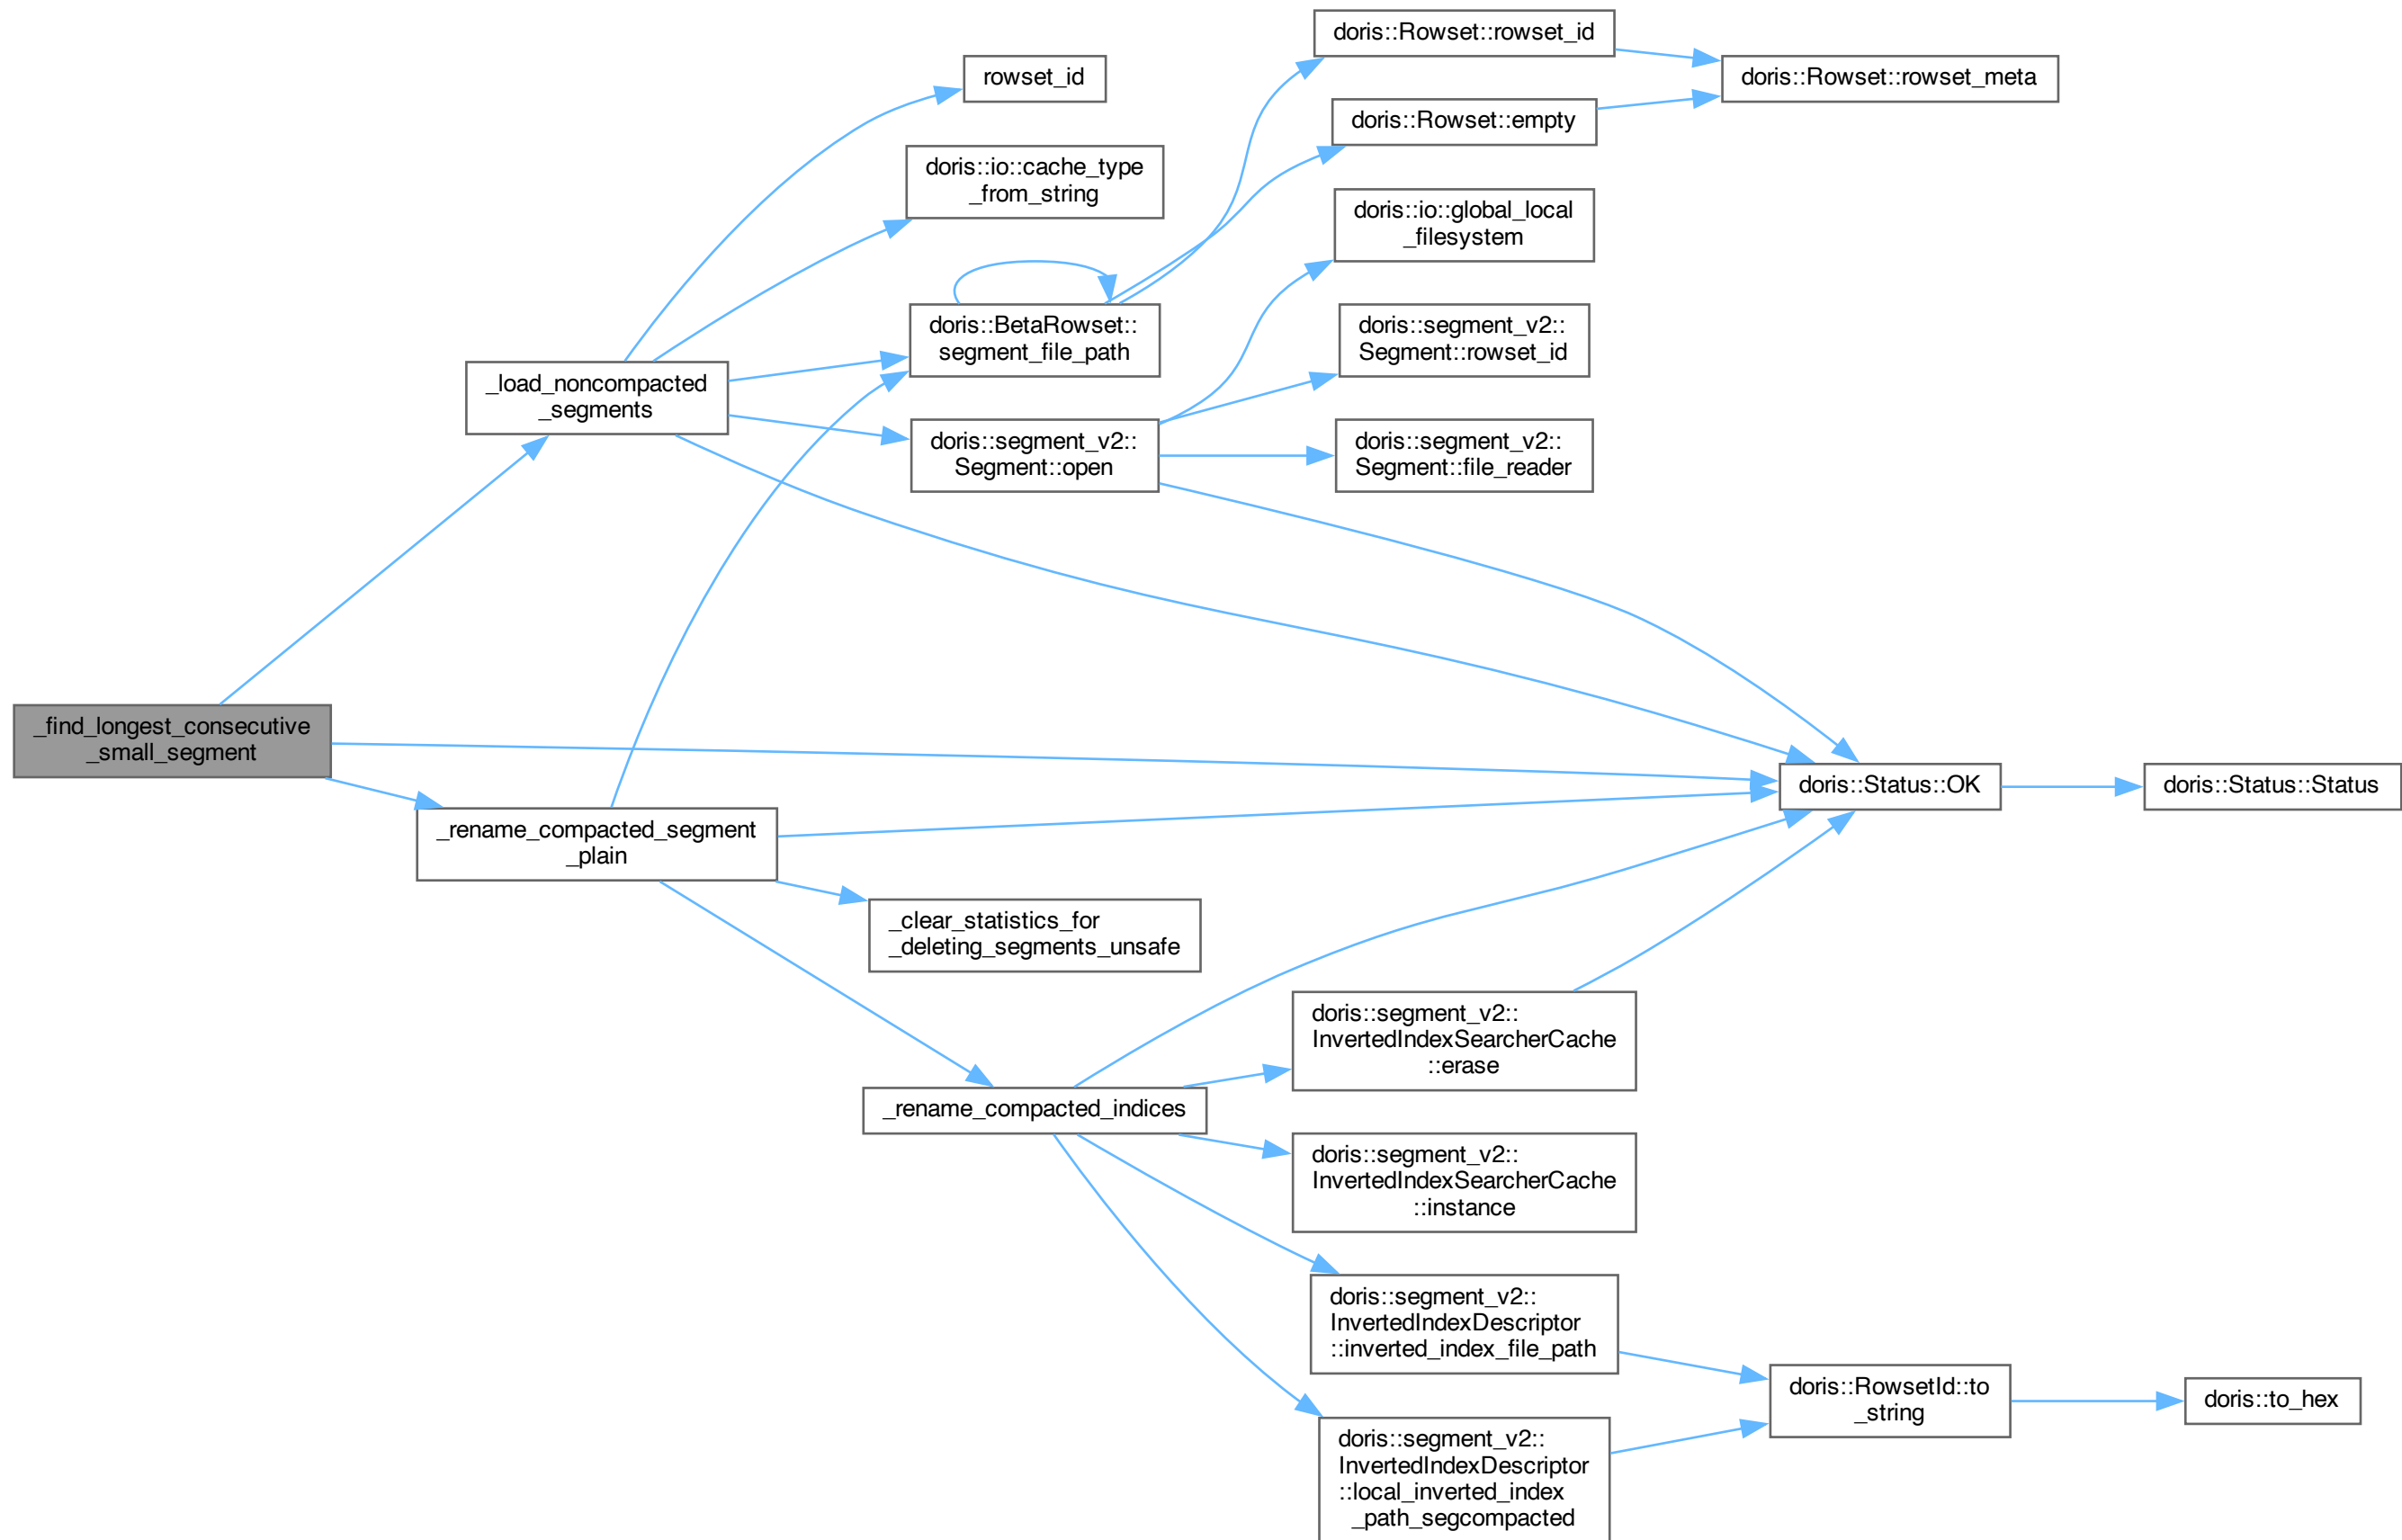 _find_longest_consecutive
_small_segment
_load_noncompacted
_segments
_rename_compacted_segment
_plain
rowset_id
doris::io::cache_type
_from_string
doris::BetaRowset::
segment_file_path
doris::segment_v2::
Segment::open
_clear_statistics_for
_deleting_segments_unsafe
_rename_compacted_indices
doris::Rowset::rowset_id
doris::Rowset::empty
doris::io::global_local
_filesystem
doris::segment_v2::
Segment::rowset_id
doris::segment_v2::
Segment::file_reader
doris::segment_v2::
InvertedIndexSearcherCache
::erase
doris::segment_v2::
InvertedIndexSearcherCache
::instance
doris::segment_v2::
InvertedIndexDescriptor
::inverted_index_file_path
doris::segment_v2::
InvertedIndexDescriptor
::local_inverted_index
_path_segcompacted
doris::Rowset::rowset_meta
doris::Status::OK
doris::RowsetId::to
_string
doris::Status::Status
doris::to_hex